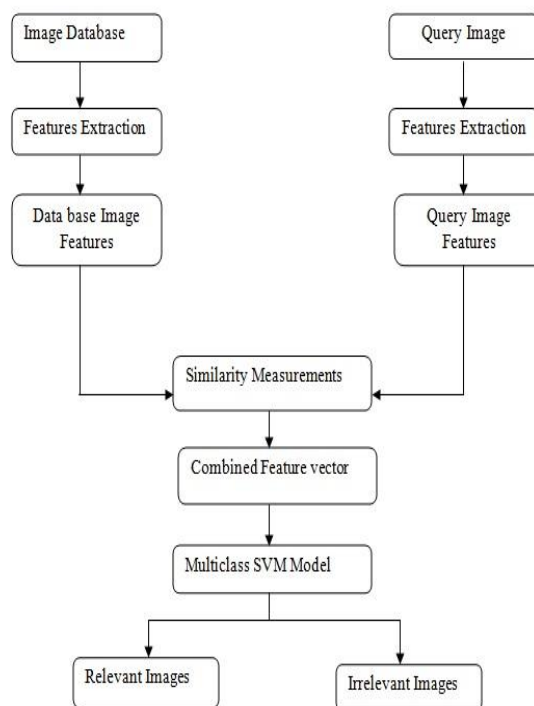 Image Database
Query Image
Features Extraction
Features Extraction
Data base Image
Features
Query Image
Features
Similarity Measurements
Combined Feature vector
Multiclass SVM Model
Relevant Images
Irrelevant Images